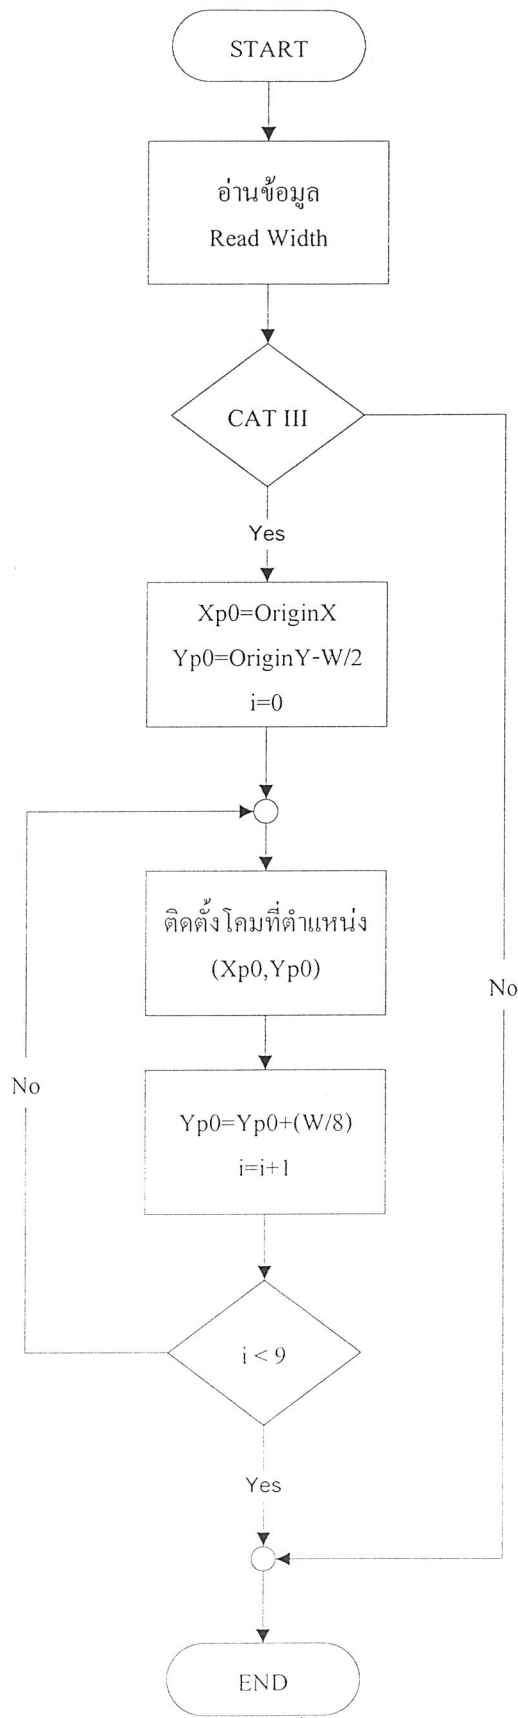 START
อ่านข้อมูล
Read Width
CAT III
Yes
Xp0=OriginX
Yp0=OriginY-W/2
i=0
ติดตั้งโคมที่ตำแหน่ง
(Xp0,Yp0)
No
No
Yp0=Yp0+(W/8)
i=i+1
i < 9
Yes
END